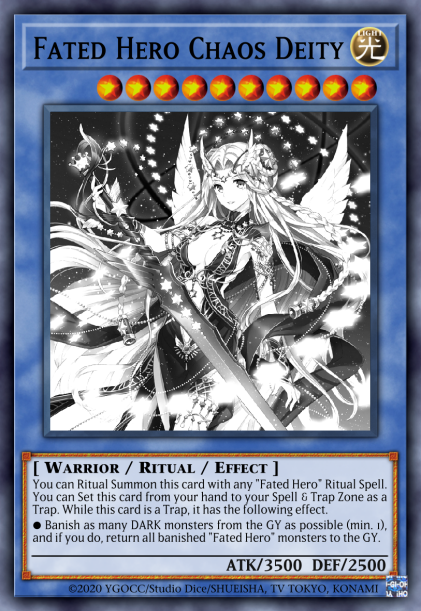 Fated Hero Chaos Deity
LIGHT
光
[ Warrior / Ritual / Effect ]
You can Ritual Summon this card with any "Fated Hero" Ritual Spell.
You can Set this card from your hand to your Spell & Trap Zone as a
Trap. While this card is a Trap, it has the following effect.
● Banish as many DARK monsters from the GY as possible (min. 1),
and if you do, return all banished "Fated Hero" monsters to the GY.
ATK/3500 DEF/2500
©2020 YGOCC/Studio Dice/SHUEISHA, TV TOKYO, KONAMI